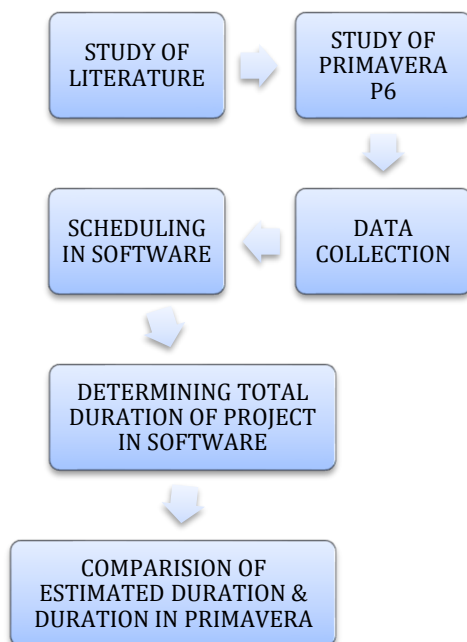 STUDY OF
LITERATURE
STUDY OF
PRIMAVERA
P6
DATA
COLLECTION
SCHEDULING
IN SOFTWARE
DETERMINING TOTAL
DURATION OF PROJECT
IN SOFTWARE
COMPARISION OF
ESTIMATED DURATION &
DURATION IN PRIMAVERA